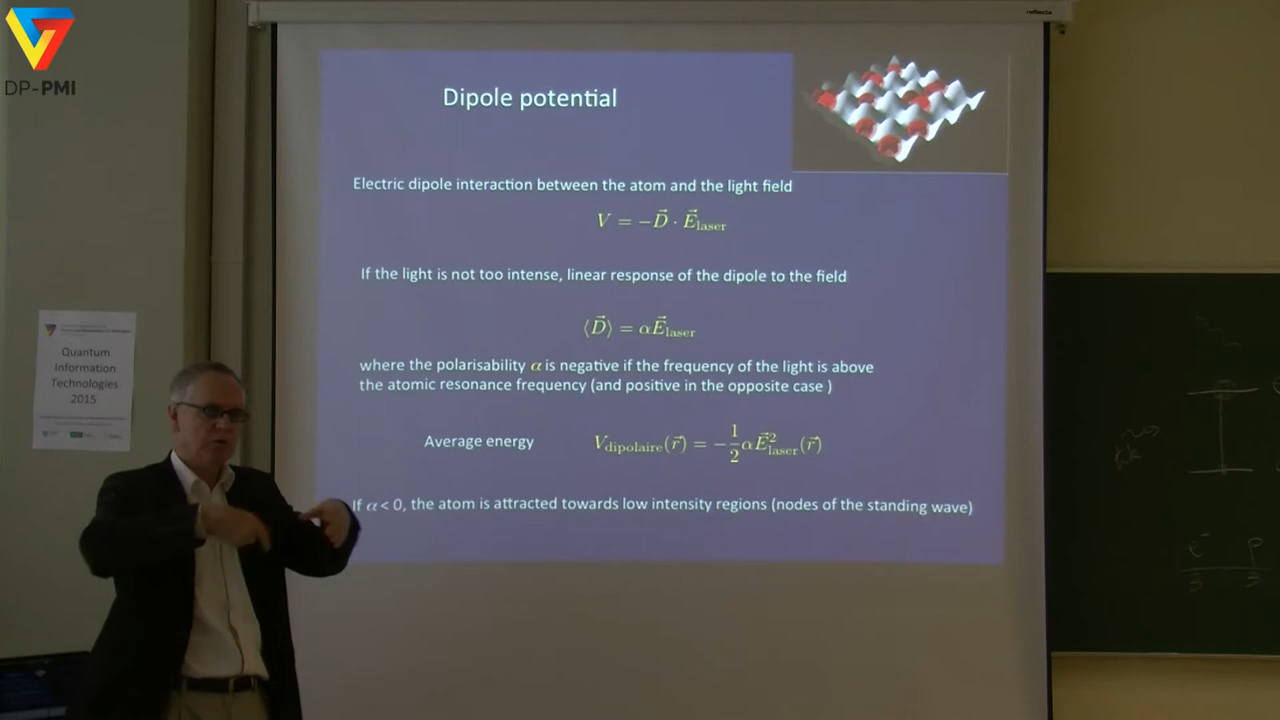 DP-PMI
reflecta
Dipole potential
Electric dipole interaction between the atom and the light field
V = −D⃗ · E⃗laser
If the light is not too intense, linear response of the dipole to the field
⟨D⃗⟩ = αE⃗laser
where the polarisability α is negative if the frequency of the light is above
the atomic resonance frequency (and positive in the opposite case )
Average energy Vdipolaire(r⃗) = −1/2 αE⃗²laser(r⃗)
If α < 0, the atom is attracted towards low intensity regions (nodes of the standing wave)
Quantum
Information
Technologies
2015
e⁻ p